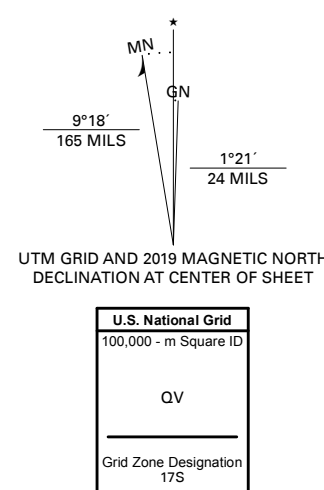 ★
MN
GN
9°18´
165 MILS
1°21´
24 MILS
UTM GRID AND 2019 MAGNETIC NORTH
DECLINATION AT CENTER OF SHEET
U.S. National Grid
100,000 - m Square ID
QV
Grid Zone Designation
17S